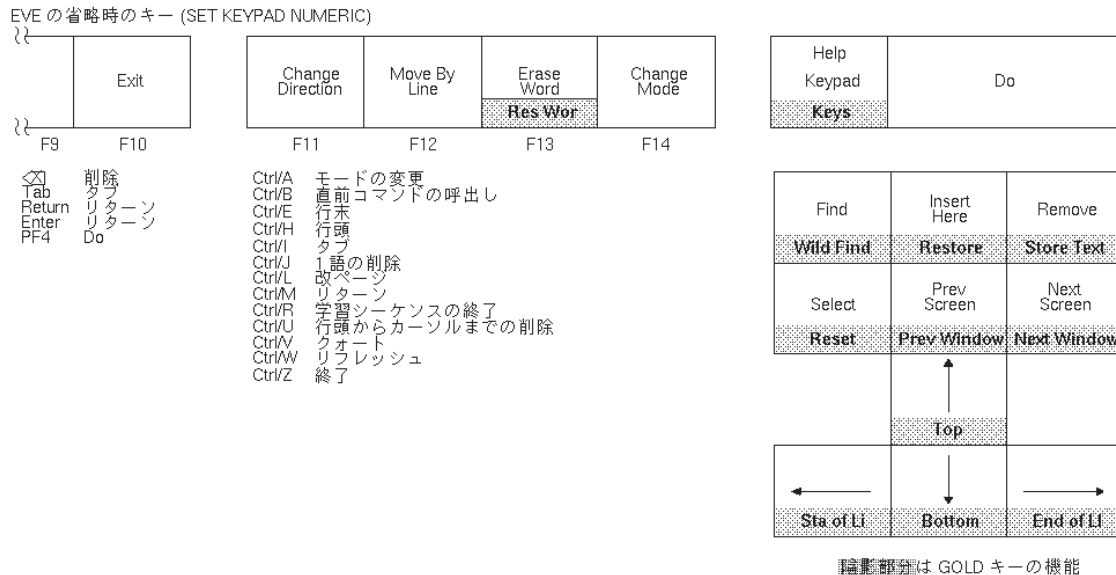 EVE の省略時のキー (SET KEYPAD NUMERIC)
Exit
Change
Direction
Move By
Line
Erase
Word
Res Wor
Change
Mode
Help
Keypad
Keys
Do
F9
F10
F11
F12
F13
F14
⌫ 削除
Tab タブ
Return リターン
Enter リターン
PF4 Do
Ctrl/A モードの変更
Ctrl/B 直前コマンドの呼出し
Ctrl/E 行末
Ctrl/H 行頭
Ctrl/I タブ
Ctrl/J 1語の削除
Ctrl/L 改ページ
Ctrl/M リターン
Ctrl/R 学習シーケンスの終了
Ctrl/U 行頭からカーソルまでの削除
Ctrl/V クォート
Ctrl/W リフレッシュ
Ctrl/Z 終了
Find
Wild Find
Insert
Here
Restore
Remove
Store Text
Select
Reset
Prev
Screen
Prev Window
Next
Screen
Next Window
Top
Sta of Li
Bottom
End of LI
陰影部分は GOLD キーの機能